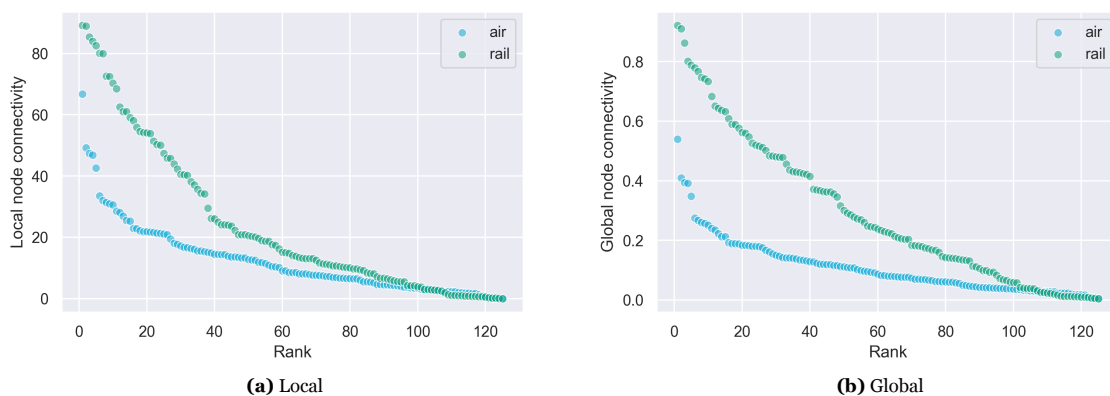 Local node connectivity
80
60
40
20
0
0 20 40 60 80 100 120
Rank
air
rail
(a) Local
Global node connectivity
0.8
0.6
0.4
0.2
0.0
0 20 40 60 80 100 120
Rank
air
rail
(b) Global